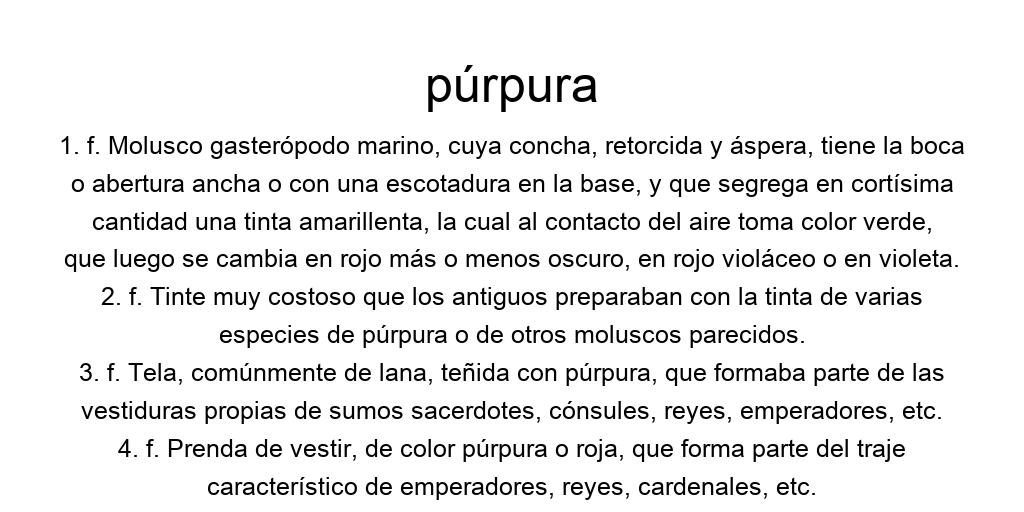 púrpura
1. f. Molusco gasterópodo marino, cuya concha, retorcida y áspera, tiene la boca
o abertura ancha o con una escotadura en la base, y que segrega en cortísima
cantidad una tinta amarillenta, la cual al contacto del aire toma color verde,
que luego se cambia en rojo más o menos oscuro, en rojo violáceo o en violeta.
2. f. Tinte muy costoso que los antiguos preparaban con la tinta de varias
especies de púrpura o de otros moluscos parecidos.
3. f. Tela, comúnmente de lana, teñida con púrpura, que formaba parte de las
vestiduras propias de sumos sacerdotes, cónsules, reyes, emperadores, etc.
4. f. Prenda de vestir, de color púrpura o roja, que forma parte del traje
característico de emperadores, reyes, cardenales, etc.